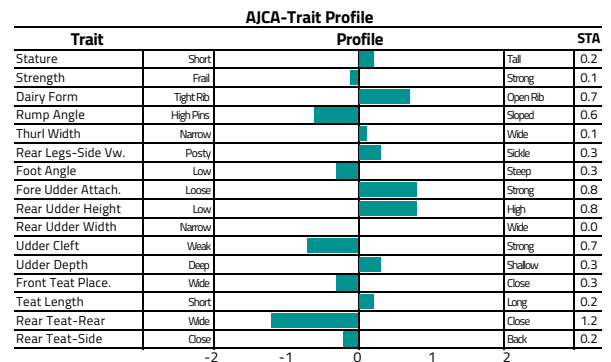 AJCA-Trait Profile
Trait Profile STA
Stature Short Tall 0.2
Strength Frail Strong 0.1
Dairy Form Tight Rib Open Rib 0.7
Rump Angle High Pins Sloped 0.6
Thurl Width Narrow Wide 0.1
Rear Legs-Side Vw. Posty Sickle 0.3
Foot Angle Low Steep 0.3
Fore Udder Attach. Loose Strong 0.8
Rear Udder Height Low High 0.8
Rear Udder Width Narrow Wide 0.0
Udder Cleft Weak Strong 0.7
Udder Depth Deep Shallow 0.3
Front Teat Place. Wide Close 0.3
Teat Length Short Long 0.2
Rear Teat-Rear Wide Close 1.2
Rear Teat-Side Close Back 0.2
-2 -1 0 1 2